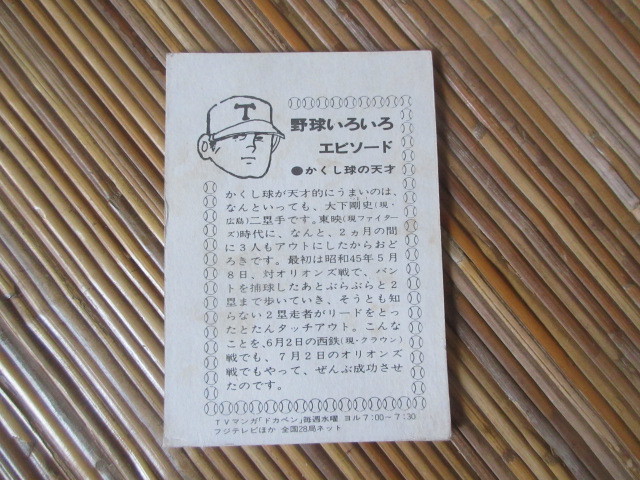 T
野球いろいろ
エピソード
●かくし球の天才
かくし球が天才的にうまいのは、
なんといっても、大下剛史(現・
広島)二塁手です。東映(現ファイター
ズ)時代に、なんと、2ヵ月の間
に3人もアウトにしたからおど
ろきです。最初は昭和45年5月
8日。対オリオンズ戦で、バン
トを捕球したあとぶらぶらと2
塁まで歩いていき、そうとも知
らない2塁走者がリードをとっ
たとたんタッチアウト。こんな
ことを、6月2日の西鉄(現・クラウン)
戦でも、7月2日のオリオンズ
戦でもやって、ぜんぶ成功させ
たのです。
TVマンガ「ドカベン」毎週水曜 ヨル7:00−7:30
フジテレビほか 全国28局ネット